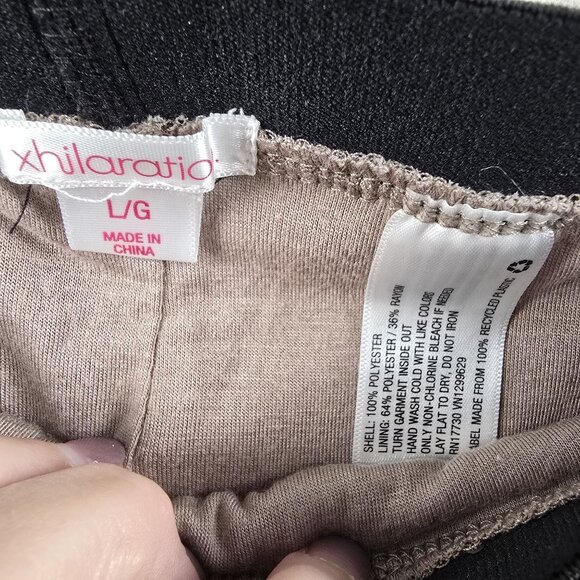 xhilaratio
L/G
MADE IN
CHINA
SHELL: 100% POLYESTER
LINING: 64% POLYESTER / 36% RAYON
TURN GARMENT INSIDE OUT
HAND WASH COLD WITH LIKE COLORS
ONLY NON-CHLORINE BLEACH IF NEEDED
LAY FLAT TO DRY, DO NOT IRON
RN17730 VN1299629
LABEL MADE FROM 100% RECYCLED PLASTIC